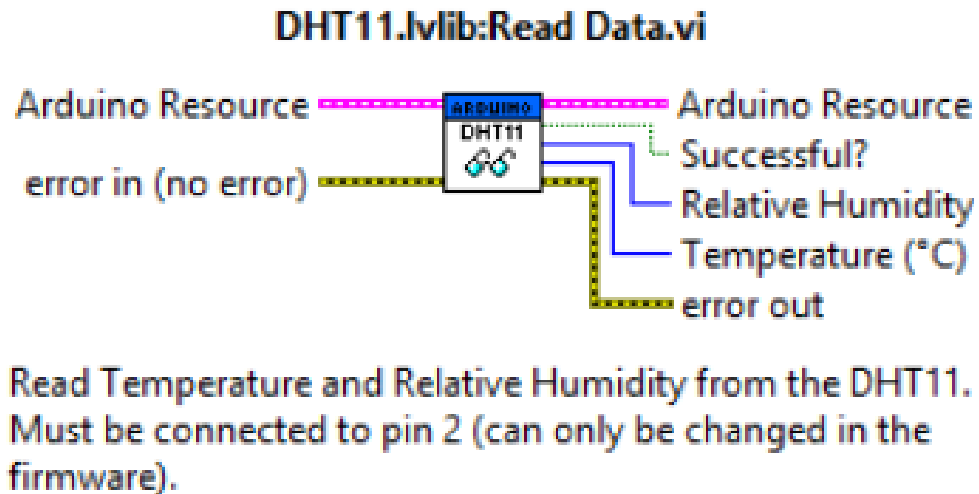 DHT11.lvlib:Read Data.vi
Arduino Resource
ARDUINO
Arduino Resource
DHT11
Successful?
error in (no error)
Relative Humidity
Temperature (°C)
error out
Read Temperature and Relative Humidity from the DHT11.
Must be connected to pin 2 (can only be changed in the
firmware).